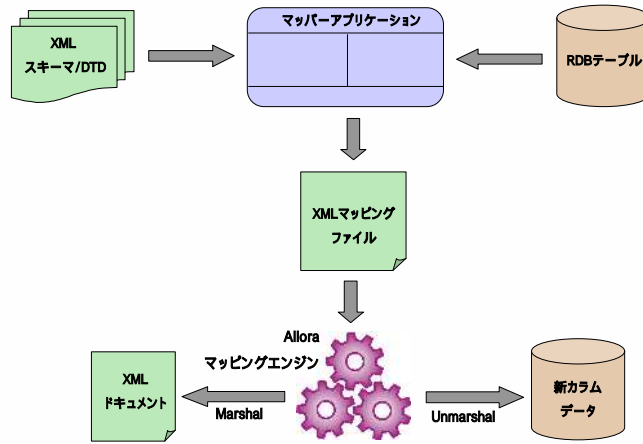 XML
スキーマ/DTD
マッパーアプリケーション
RDBテーブル
XMLマッピング
ファイル
Allora
マッピングエンジン
XML
ドキュメント
Marshal
Unmarshal
新カラム
データ